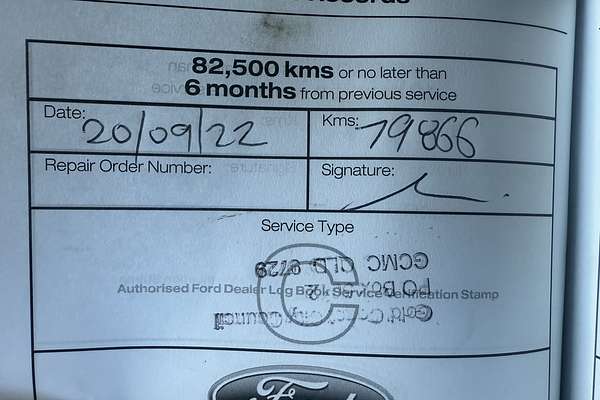 Records
82,500 kms or no later than
6 months from previous service
Date: 20/09/22
Kms: 79866
Repair Order Number:
Signature:
Service Type
C
Authorised Ford Dealer Log Book Service Verification Stamp
Gold Coast City Council
PO Box
GCMC QLD 9729
Ford